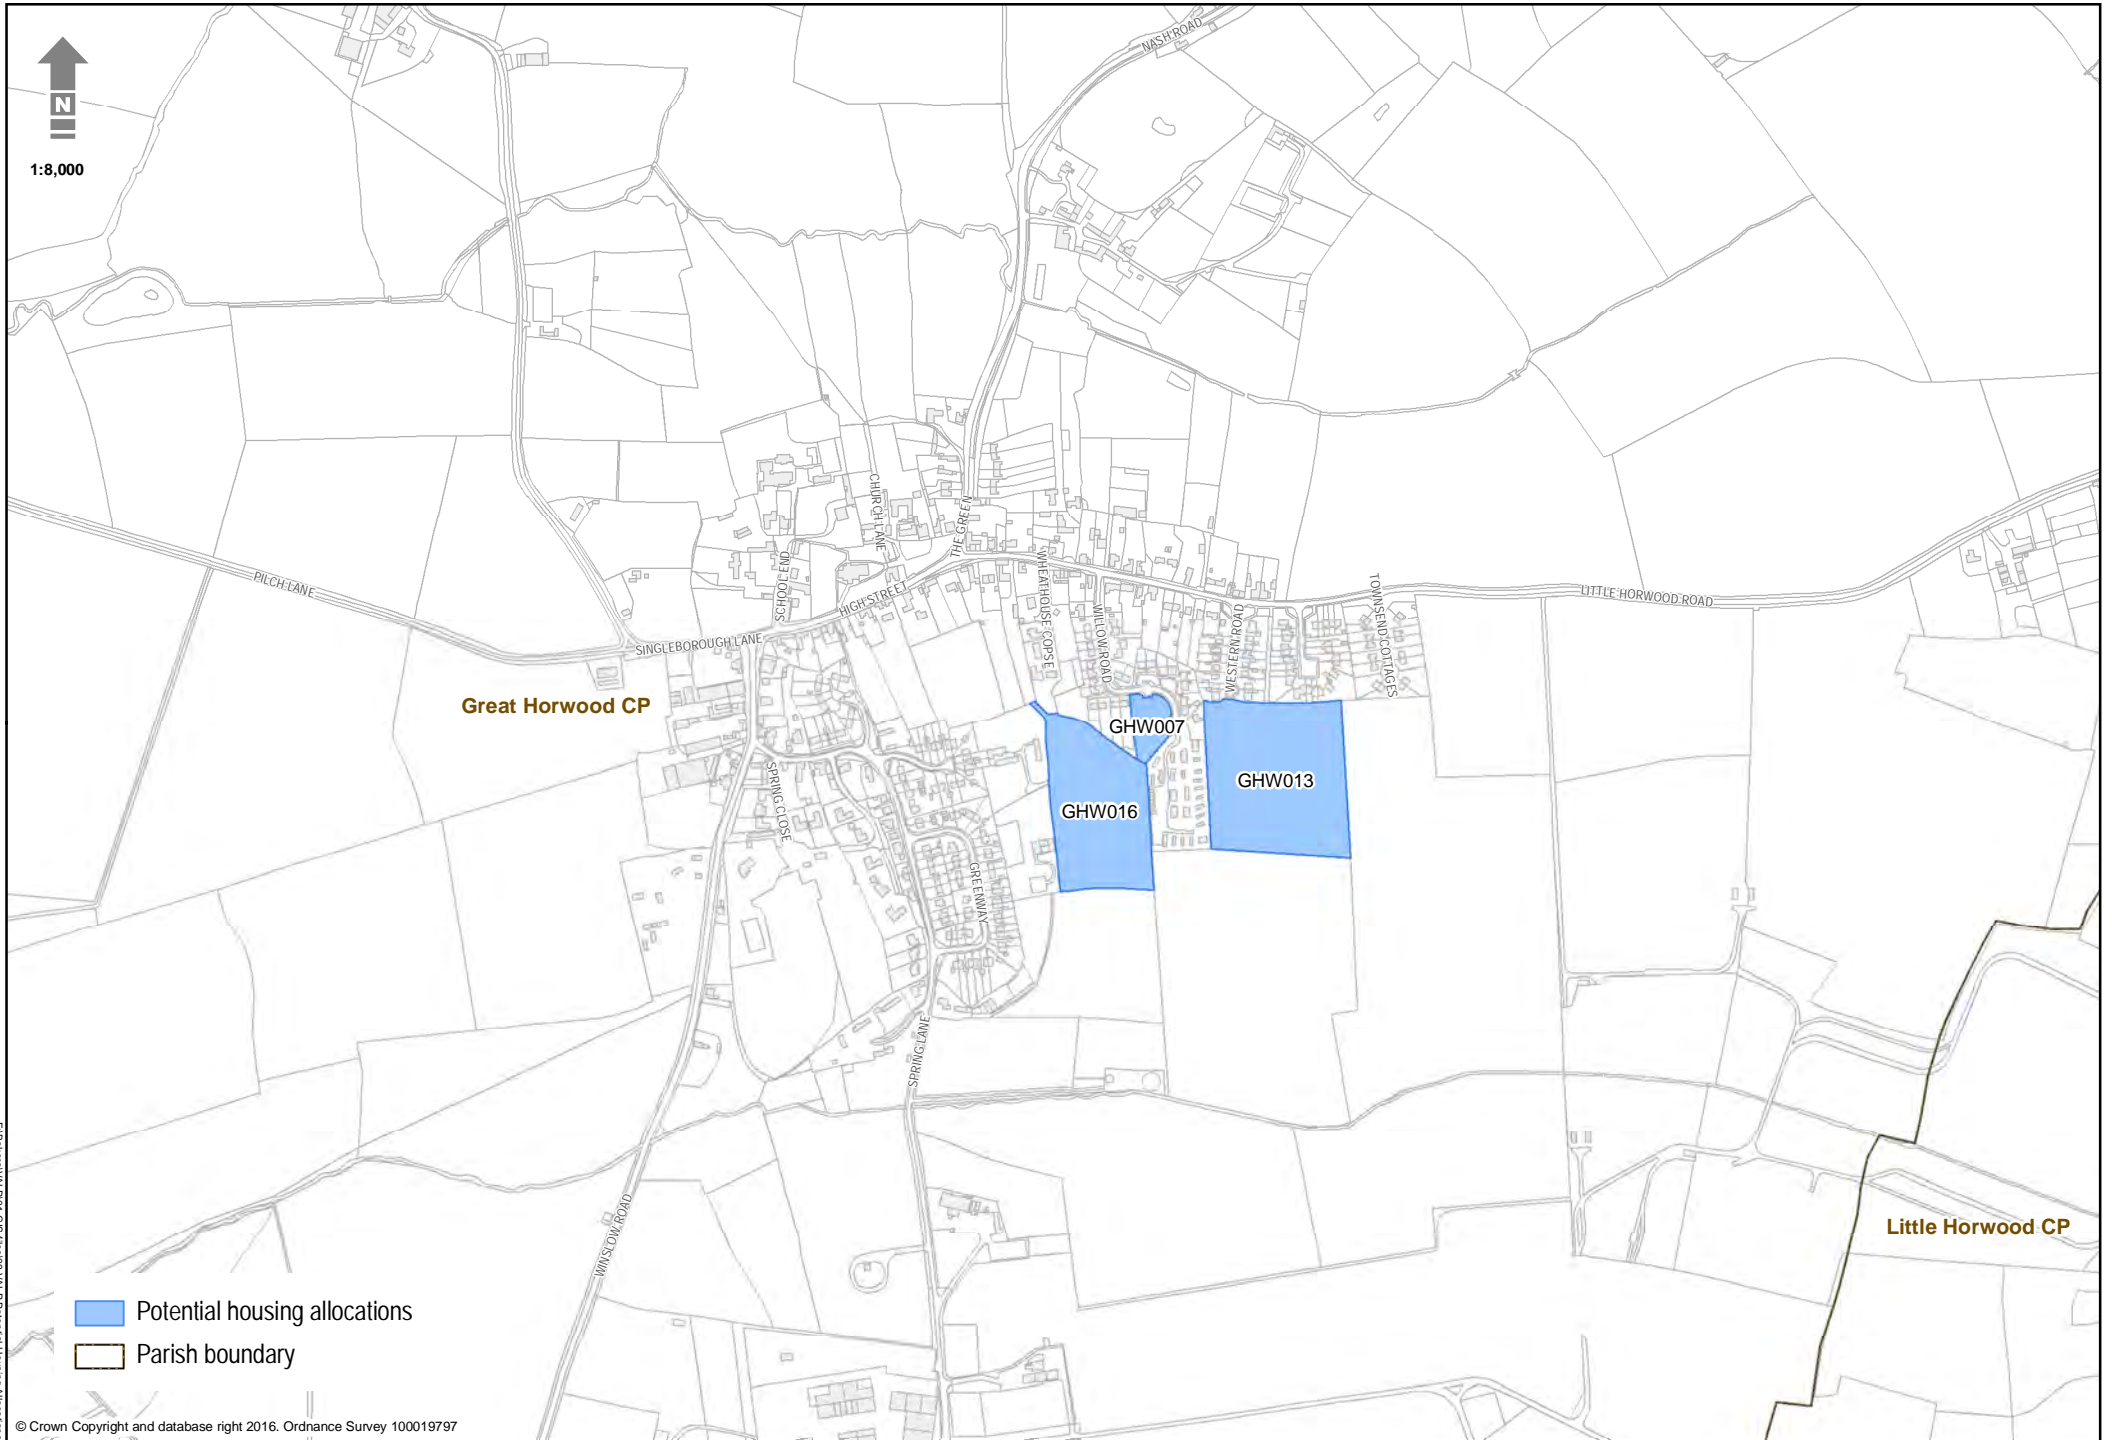 NASH ROAD
N
1:8,000
CHURCH LANE
THE GREEN
SCHOOL END
HIGH STREET
WHEATHOUSE COPSE
WILLOW ROAD
WESTERN ROAD
TOWNSEND COTTAGES
LITTLE HORWOOD ROAD
PILCH LANE
SINGLEBOROUGH LANE
Great Horwood CP
GHW007
GHW013
GHW016
SPRING CLOSE
GREENWAY
SPRING LANE
WINSLOW ROAD
Little Horwood CP
Potential housing allocations
Parish boundary
© Crown Copyright and database right 2016. Ordnance Survey 100019797